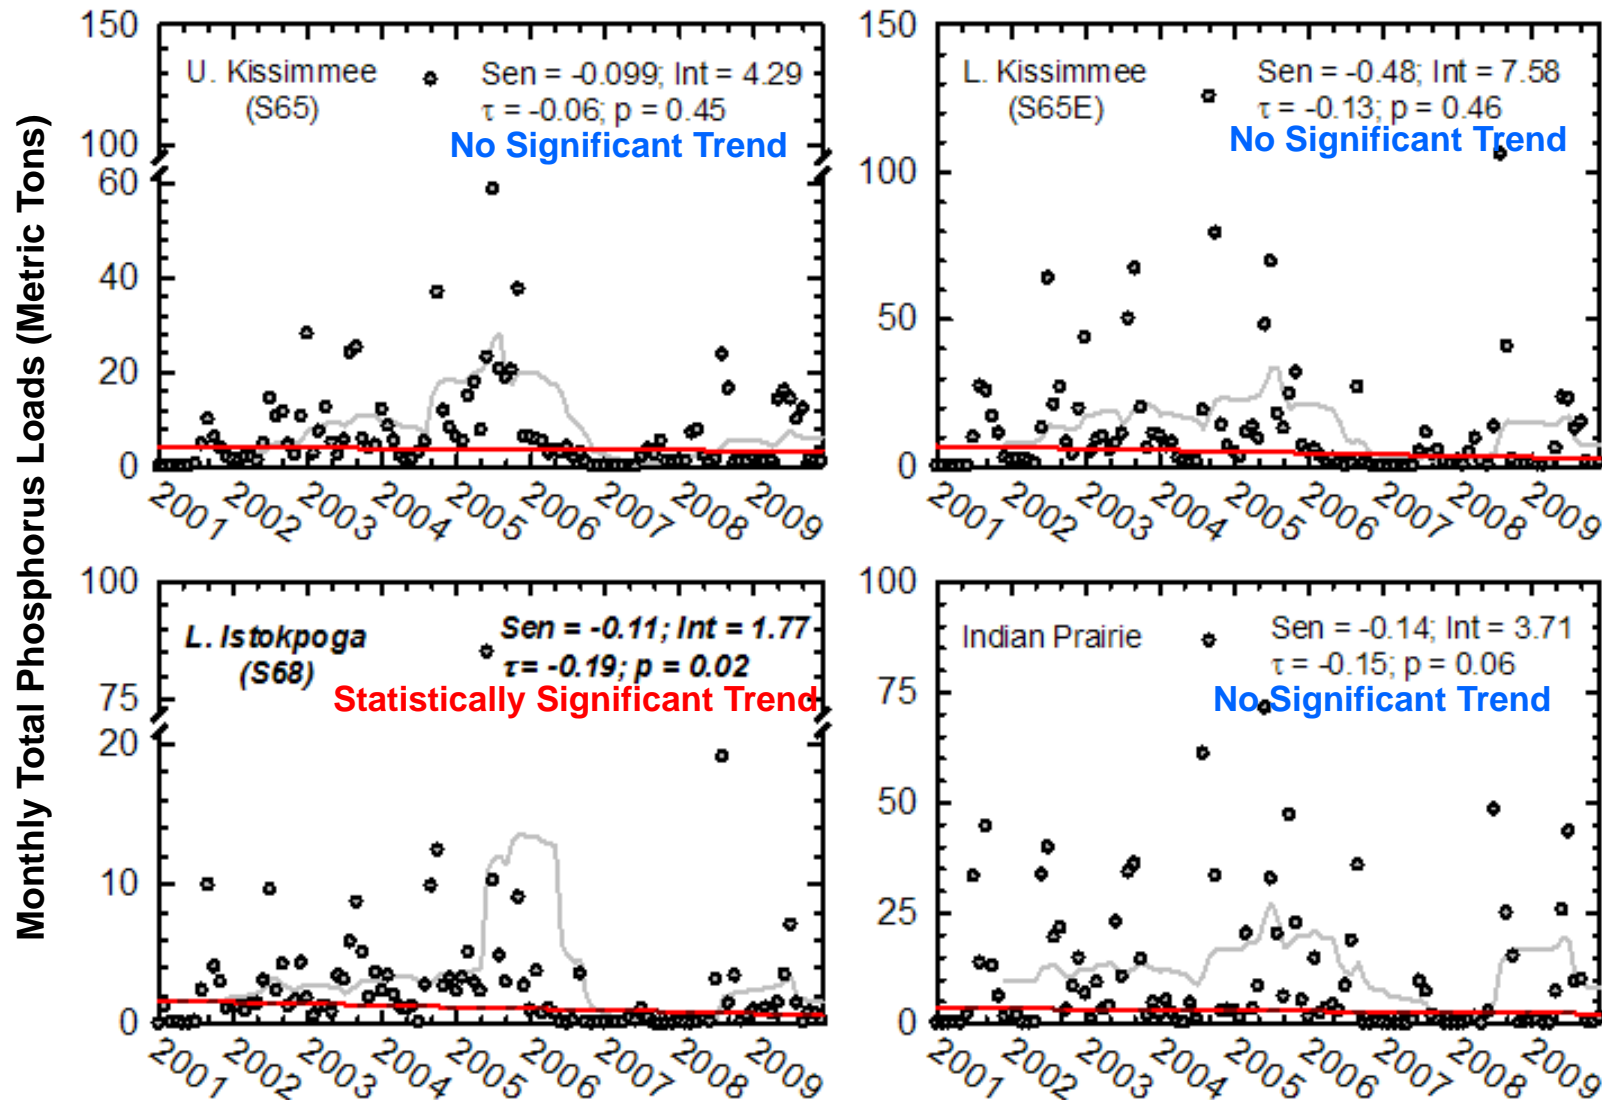 Monthly Total Phosphorus Loads (Metric Tons)
150
100
60
40
20
0
U. Kissimmee
(S65)
Sen = -0.099; Int = 4.29
τ = -0.06; p = 0.45
No Significant Trend
2001 2002 2003 2004 2005 2006 2007 2008 2009
150
100
50
0
L. Kissimmee
(S65E)
Sen = -0.48; Int = 7.58
τ = -0.13; p = 0.46
No Significant Trend
2001 2002 2003 2004 2005 2006 2007 2008 2009
100
75
20
10
0
L. Istokpoga
(S68)
Sen = -0.11; Int = 1.77
τ= -0.19; p = 0.02
Statistically Significant Trend
2001 2002 2003 2004 2005 2006 2007 2008 2009
100
75
50
25
0
Indian Prairie
Sen = -0.14; Int = 3.71
τ = -0.15; p = 0.06
No Significant Trend
2001 2002 2003 2004 2005 2006 2007 2008 2009